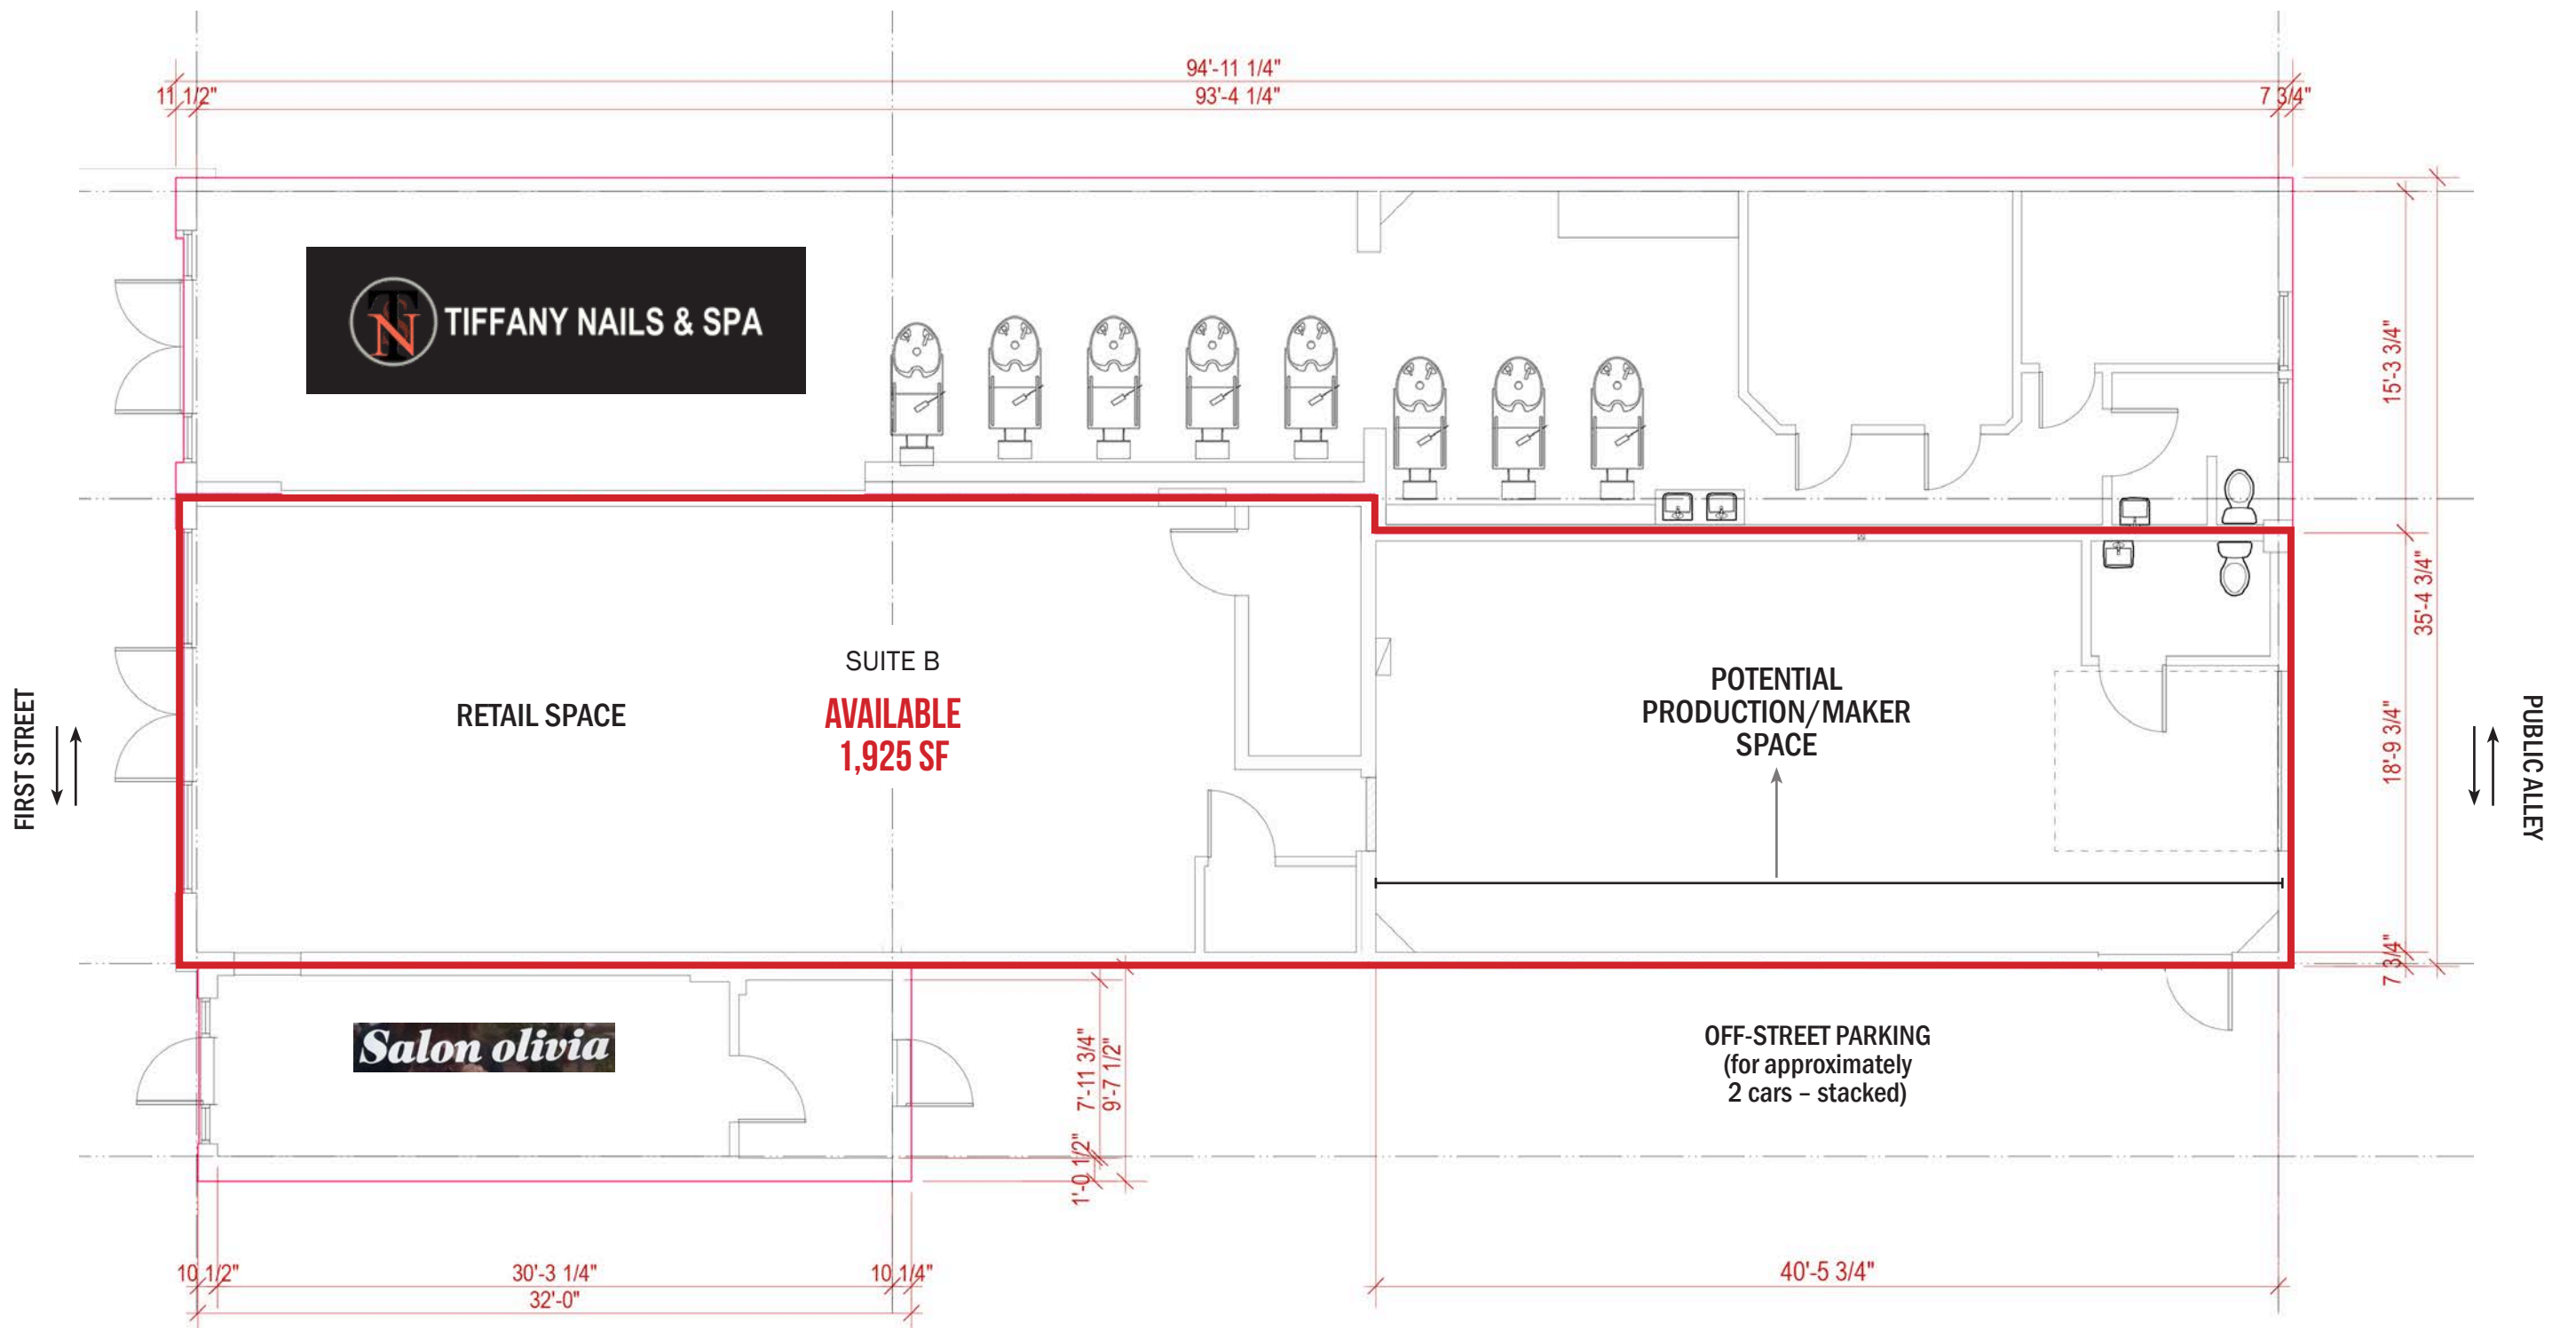 94'-11 1/4"
11 1/2"
93'-4 1/4"
7 3/4"
TSN TIFFANY NAILS & SPA
15'-3 3/4"
35'-4 3/4"
SUITE B
RETAIL SPACE
AVAILABLE
1,925 SF
POTENTIAL
PRODUCTION/MAKER
SPACE
FIRST STREET
18'-9 3/4"
PUBLIC ALLEY
7 3/4"
Salon olivia
7'-11 3/4"
9'-7 1/2"
1'-0 1/2"
OFF-STREET PARKING
(for approximately
2 cars – stacked)
10 1/2"
30'-3 1/4"
10 1/4"
40'-5 3/4"
32'-0"